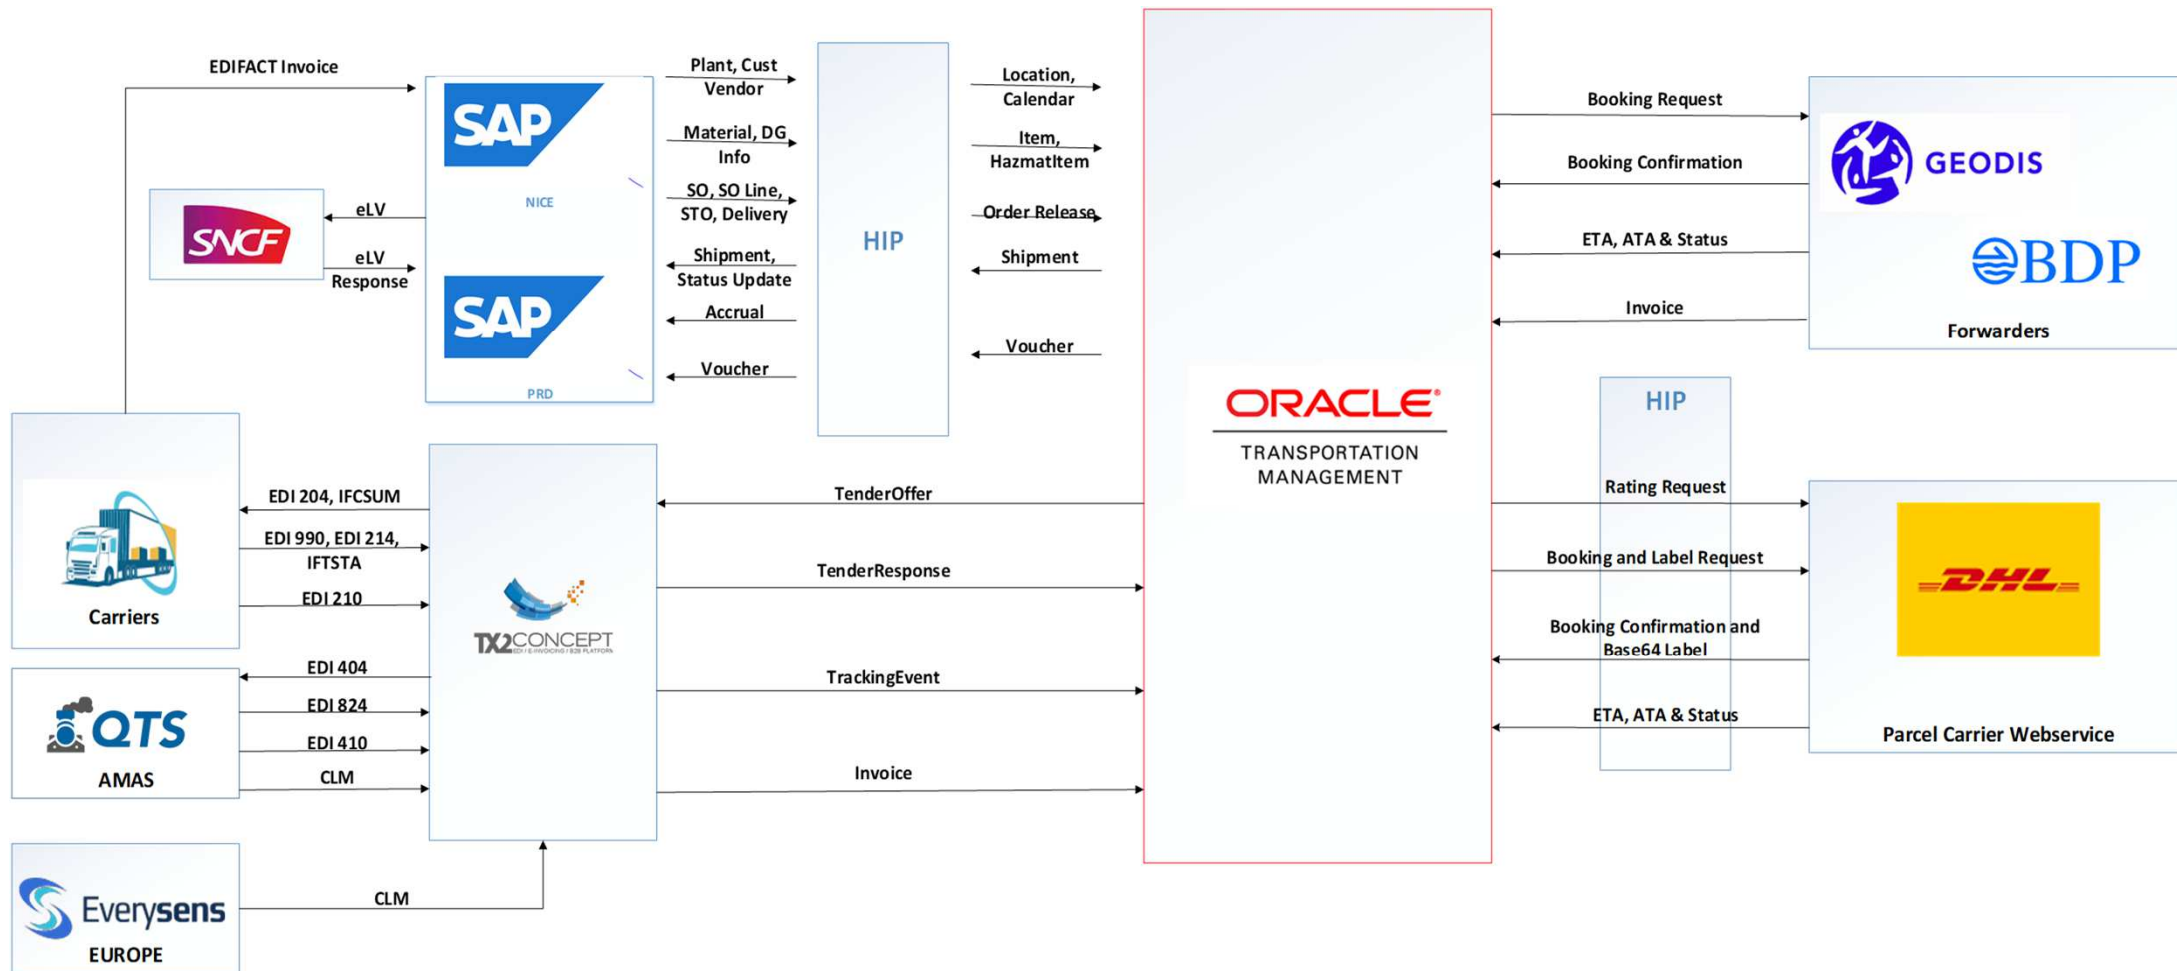 EDIFACT Invoice
SAP
NICE
SAP
PRD
SNCF
eLV
eLV
Response
Plant, Cust
Vendor
Material, DG
Info
SO, SO Line,
STO, Delivery
Shipment,
Status Update
Accrual
Voucher
HIP
Location,
Calendar
Item,
HazmatItem
Order Release
Shipment
Voucher
ORACLE®
TRANSPORTATION
MANAGEMENT
Booking Request
Booking Confirmation
ETA, ATA & Status
Invoice
GEODIS
BDP
Forwarders
HIP
Rating Request
Booking and Label Request
Booking Confirmation and
Base64 Label
ETA, ATA & Status
DHL
Parcel Carrier Webservice
Carriers
EDI 204, IFCSUM
EDI 990, EDI 214,
IFTSTA
EDI 210
QTS
AMAS
EDI 404
EDI 824
EDI 410
CLM
TX2CONCEPT
EDI / E-INVOICING / B2B PLATFORM
TenderOffer
TenderResponse
TrackingEvent
Invoice
Everysens
EUROPE
CLM